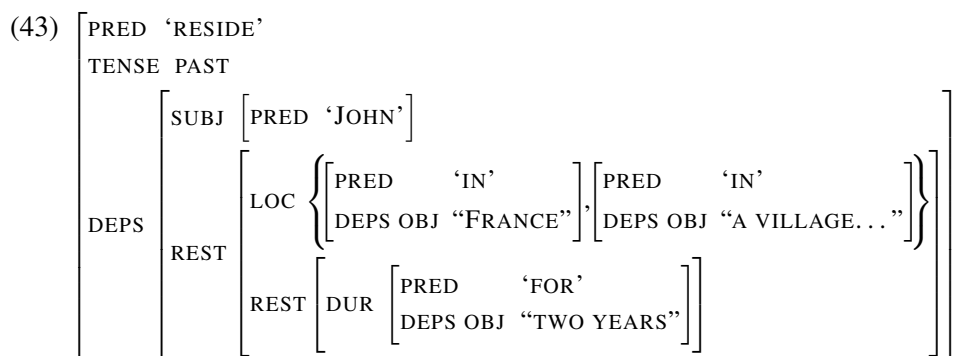 (43) PRED ‘RESIDE’
TENSE PAST
SUBJ PRED ‘JOHN’
LOC PRED ‘IN’ , PRED ‘IN’
DEPS OBJ “FRANCE” DEPS OBJ “A VILLAGE. . . ”
DEPS
REST
REST DUR PRED ‘FOR’
DEPS OBJ “TWO YEARS”